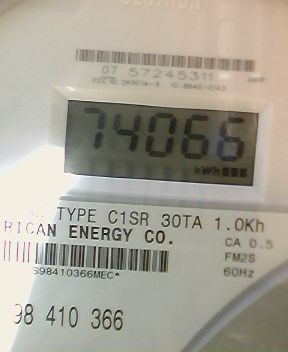 07 57245311
74066
kWh
TYPE C1SR 30TA 1.0Kh
RICAN ENERGY CO.
CA 0.5
FM2S
60Hz
S98410366MEC*
98 410 366